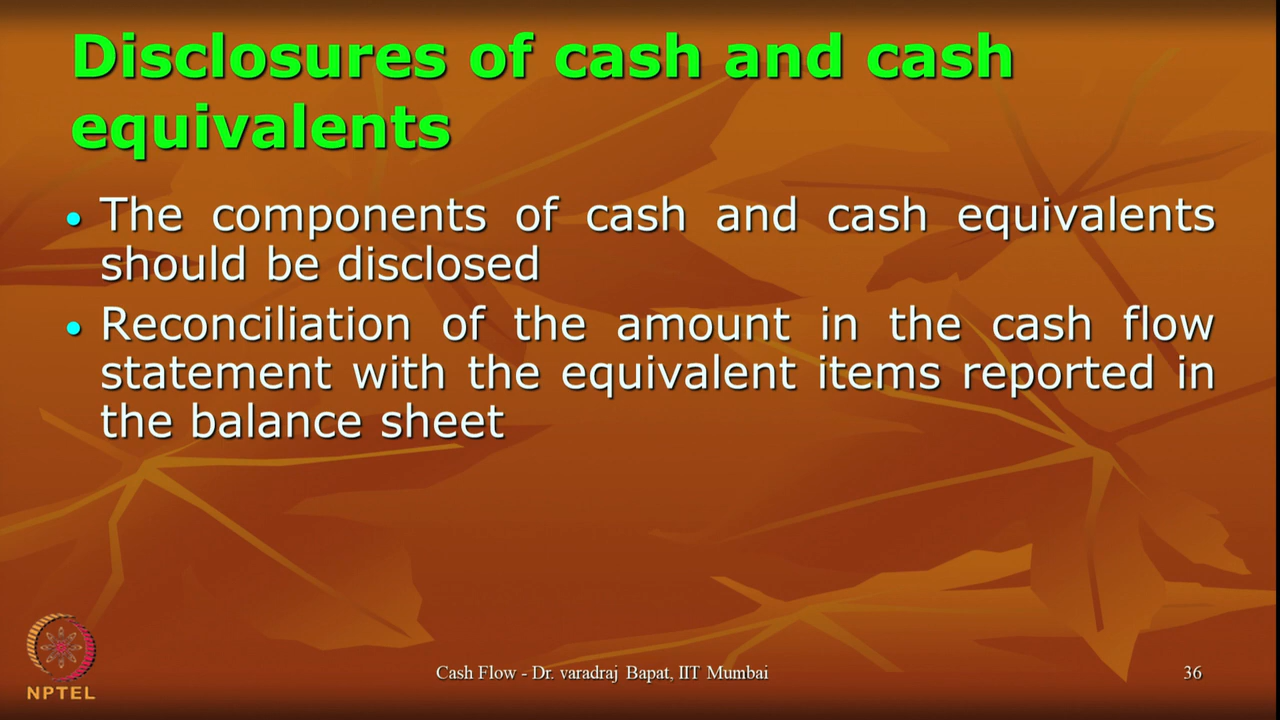 Disclosures of cash and cash
equivalents
• The components of cash and cash equivalents
should be disclosed
• Reconciliation of the amount in the cash flow
statement with the equivalent items reported in
the balance sheet
NPTEL
Cash Flow - Dr. varadraj Bapat, IIT Mumbai
36